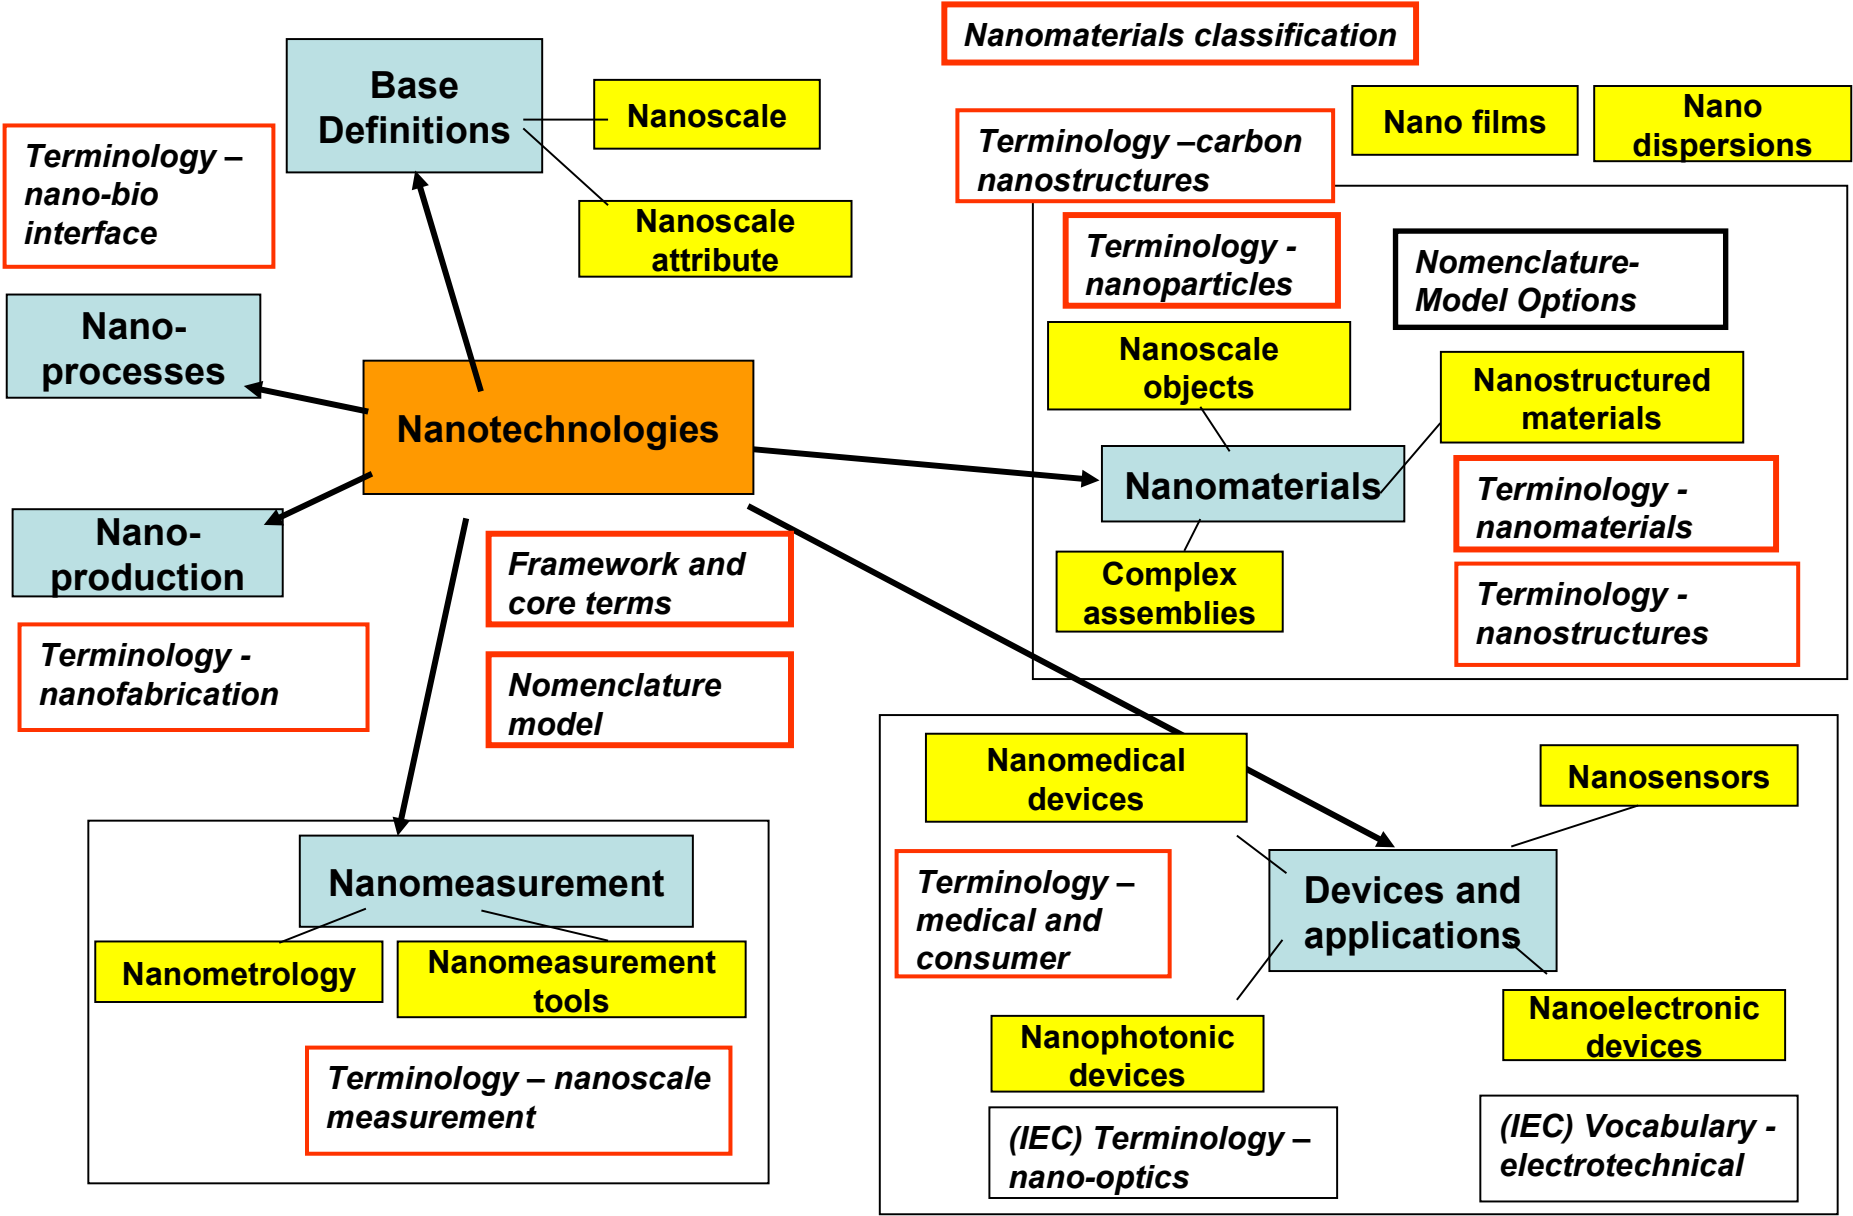 Nanomaterials classification
Base
Definitions
Nanoscale
Nanoscale
attribute
Terminology –
nano-bio
interface
Nano-
processes
Nanotechnologies
Nano-
production
Terminology -
nanofabrication
Framework and
core terms
Nomenclature
model
Terminology –carbon
nanostructures
Nano films
Nano
dispersions
Terminology -
nanoparticles
Nomenclature-
Model Options
Nanoscale
objects
Nanostructured
materials
Nanomaterials
Terminology -
nanomaterials
Complex
assemblies
Terminology -
nanostructures
Nanomeasurement
Nanometrology
Nanomeasurement
tools
Terminology – nanoscale
measurement
Nanomedical
devices
Nanosensors
Terminology –
medical and
consumer
Devices and
applications
Nanophotonic
devices
Nanoelectronic
devices
(IEC) Terminology –
nano-optics
(IEC) Vocabulary -
electrotechnical